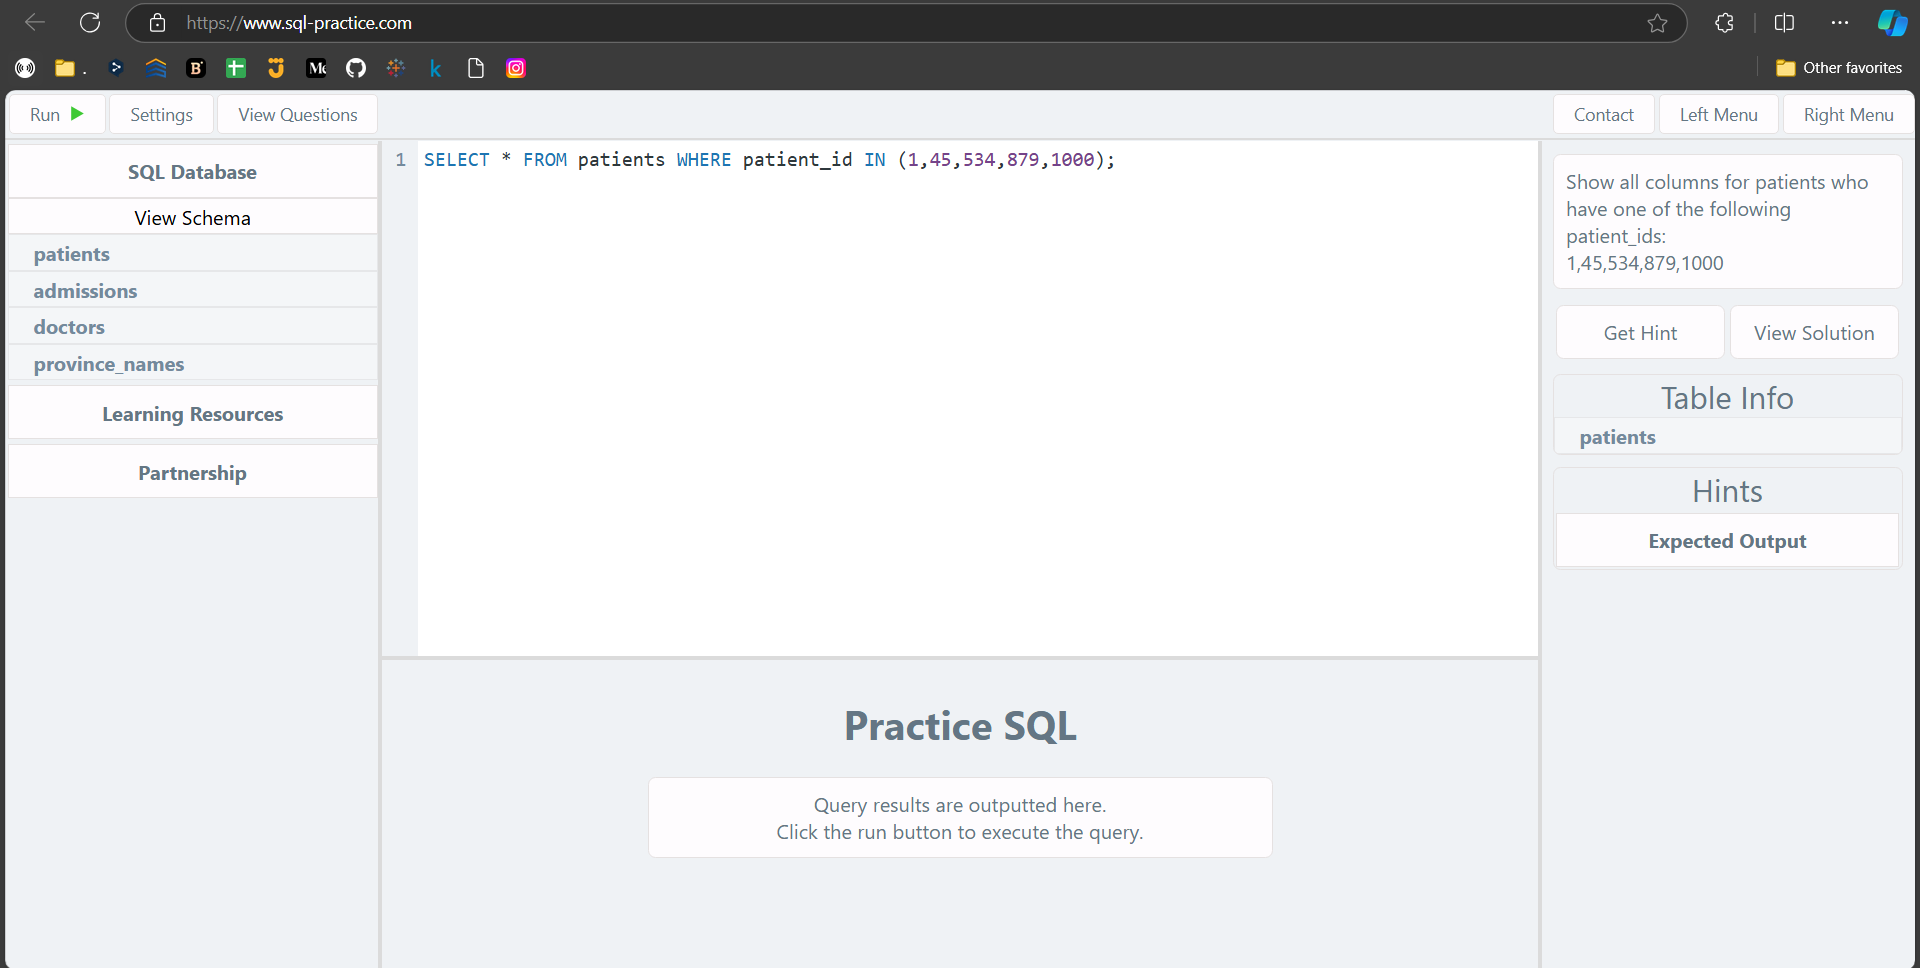 https://www.sql-practice.com
.
B
Me
k
Other favorites
Run
Settings
View Questions
Contact
Left Menu
Right Menu
SQL Database
View Schema
patients
admissions
doctors
province_names
Learning Resources
Partnership
1 SELECT * FROM patients WHERE patient_id IN (1,45,534,879,1000);
Practice SQL
Query results are outputted here.
Click the run button to execute the query.
Show all columns for patients who
have one of the following
patient_ids:
1,45,534,879,1000
Get Hint
View Solution
Table Info
patients
Hints
Expected Output